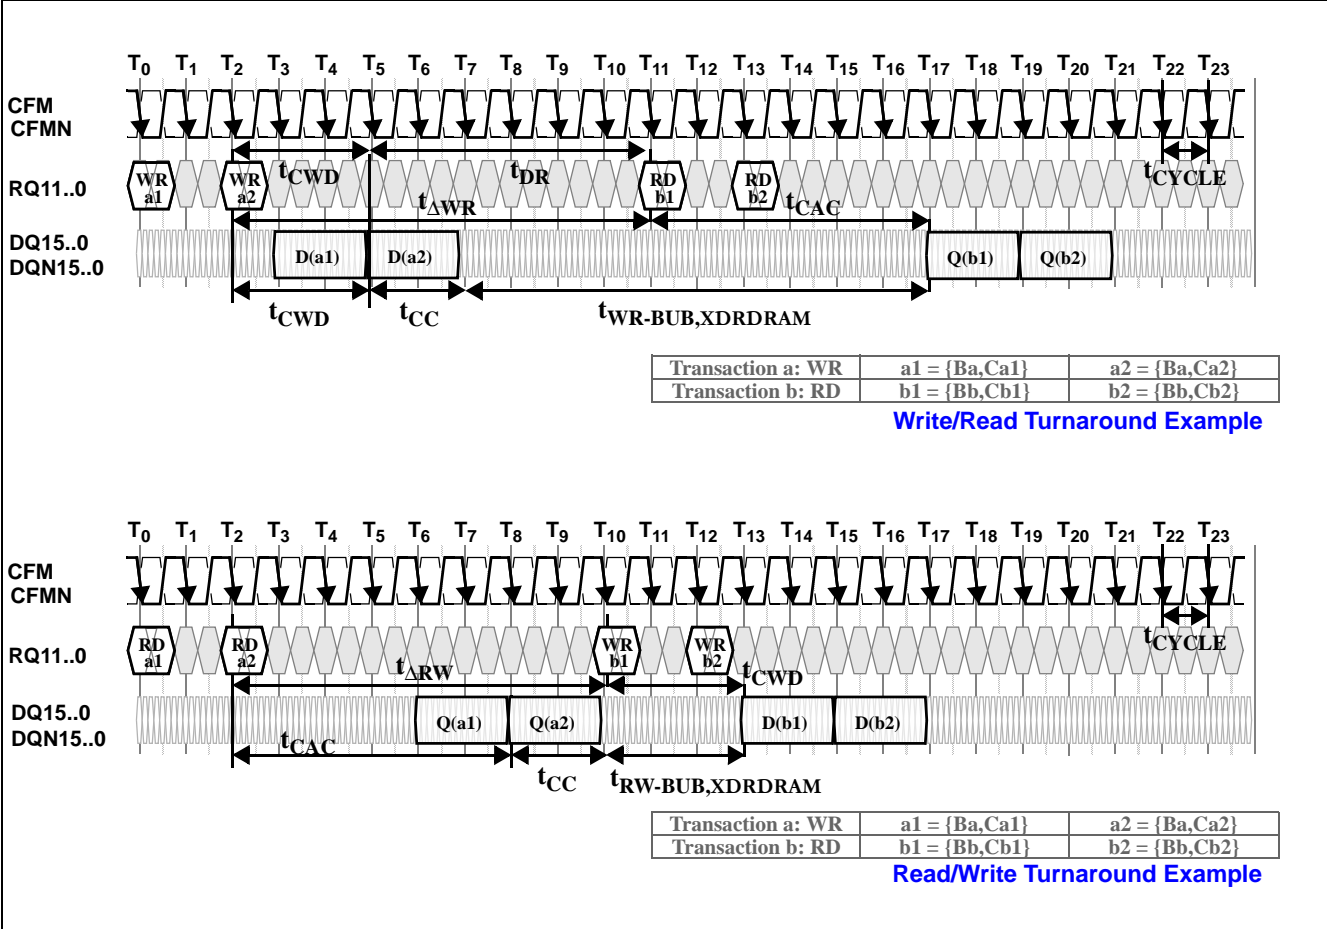 T0 T1 T2 T3 T4 T5 T6 T7 T8 T9 T10 T11 T12 T13 T14 T15 T16 T17 T18 T19 T20 T21 T22 T23
CFM
CFMN
tCWD tDR tCYCLE
RQ11..0 WR a1 WR a2 RD b1 RD b2
tΔWR tCAC
DQ15..0
DQN15..0 D(a1) D(a2) Q(b1) Q(b2)
tCWD tCC tWR-BUB,XDRDRAM
Transaction a: WR a1 = {Ba,Ca1} a2 = {Ba,Ca2}
Transaction b: RD b1 = {Bb,Cb1} b2 = {Bb,Cb2}
Write/Read Turnaround Example
T0 T1 T2 T3 T4 T5 T6 T7 T8 T9 T10 T11 T12 T13 T14 T15 T16 T17 T18 T19 T20 T21 T22 T23
CFM
CFMN
tCYCLE
RQ11..0 RD a1 RD a2 WR b1 WR b2
tΔRW tCWD
DQ15..0
DQN15..0 Q(a1) Q(a2) D(b1) D(b2)
tCAC tCC tRW-BUB,XDRDRAM
Transaction a: WR a1 = {Ba,Ca1} a2 = {Ba,Ca2}
Transaction b: RD b1 = {Bb,Cb1} b2 = {Bb,Cb2}
Read/Write Turnaround Example